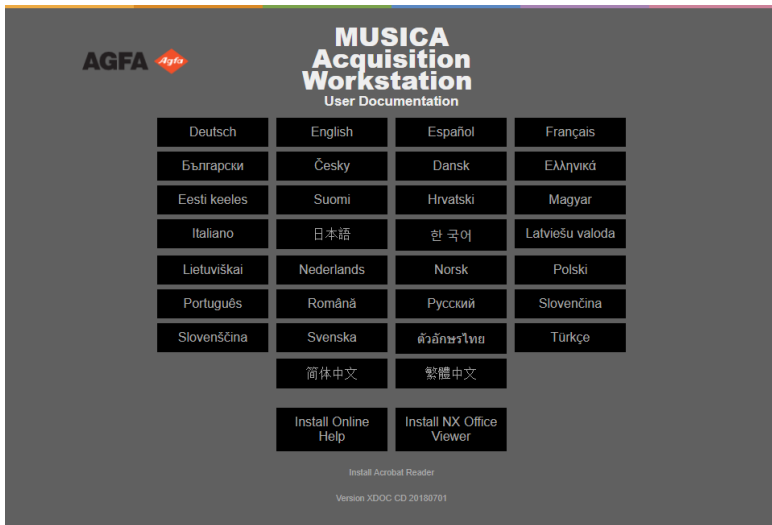 AGFA Agfa
MUSICA
Acquisition
Workstation
User Documentation
Deutsch English Español Français
Български Česky Dansk Ελληνικά
Eesti keeles Suomi Hrvatski Magyar
Italiano 日本語 한 국어 Latviešu valoda
Lietuviškai Nederlands Norsk Polski
Português Română Русский Slovenčina
Slovenščina Svenska ตัวอักษรไทย Türkçe
简体中文 繁體中文
Install Online
Help
Install NX Office
Viewer
Install Acrobat Reader
Version XDOC CD 20180701